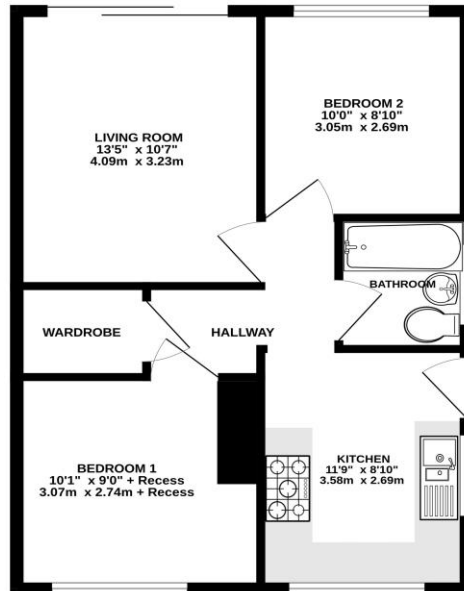 LIVING ROOM
13'5" x 10'7"
4.09m x 3.23m
BEDROOM 2
10'0" x 8'10"
3.05m x 2.69m
BATHROOM
WARDROBE
HALLWAY
BEDROOM 1
10'1" x 9'0" + Recess
3.07m x 2.74m + Recess
KITCHEN
11'9" x 8'10"
3.58m x 2.69m